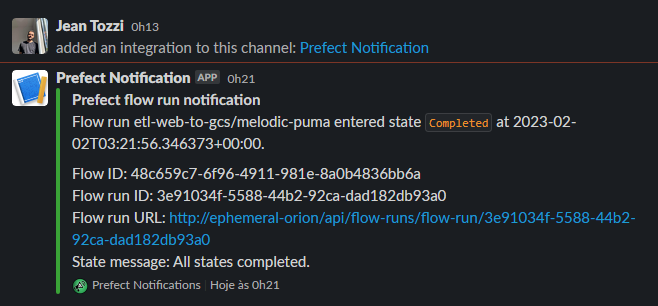 Jean Tozzi 0h13
added an integration to this channel: Prefect Notification
Prefect Notification APP 0h21
Prefect flow run notification
Flow run etl-web-to-gcs/melodic-puma entered state Completed at 2023-02-
02T03:21:56.346373+00:00.
Flow ID: 48c659c7-6f96-4911-981e-8a0b4836bb6a
Flow run ID: 3e91034f-5588-44b2-92ca-dad182db93a0
Flow run URL: http://ephemeral-orion/api/flow-runs/flow-run/3e91034f-5588-44b2-
92ca-dad182db93a0
State message: All states completed.
Prefect Notifications | Hoje às 0h21